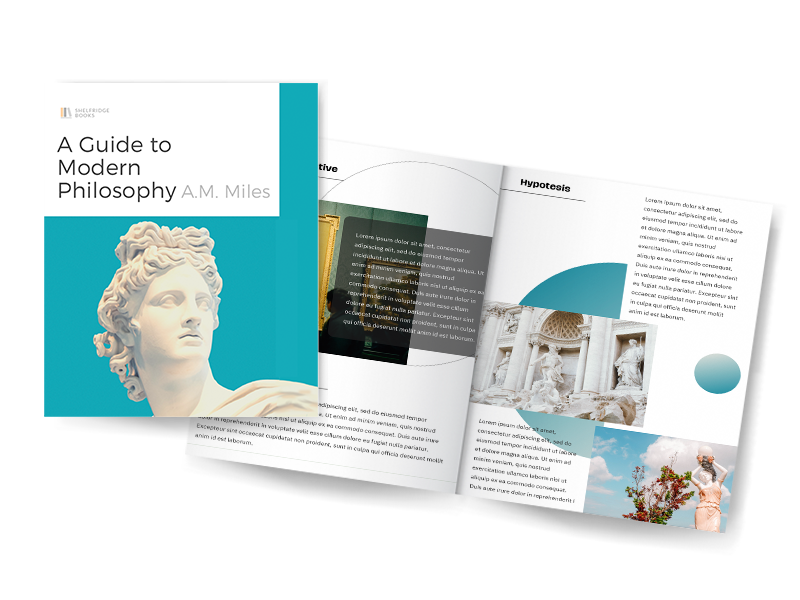 SHELFRIDGE
BOOKS
A Guide to
Modern
Philosophy A.M. Miles
tive
Lorem ipsum dolor sit amet, consectetur
adipiscing elit, sed do eiusmod tempor
incididunt ut labore et dolore magna
enim ad minim veniam, quis nostrud
exercitation ullamco laboris nisi ut aliquip ex ea
commodo consequat. Duis aute irure dolor in
reprehenderit in voluptate velit esse cillum
dolore eu fugiat nulla pariatur. Excepteur sint
occaecat cupidatat non proident, sunt in culpa
qui officia deserunt mollit anim id est laborum.
elit, sed do eiusmod tempor
Ut enim ad minim veniam,
nisi ut aliquip ex ea commodo consequat. Duis aute irure
dolor in reprehenderit in voluptate velit esse cillum dolore eu fugiat nulla pariatur.
Excepteur sint occaecat cupidatat non proident, sunt in culpa qui officia deserunt mollit
anim id est laborum.
Hypotesis
Lorem ipsum dolor sit amet,
consectetur adipiscing elit, sed do
eiusmod tempor incididunt ut labore
et dolore magna aliqua. Ut enim ad
minim veniam, quis nostrud
exercitation ullamco laboris nisi ut
aliquip ex ea commodo consequat.
Duis aute irure dolor in reprehenderit
in voluptate velit esse cillum dolore
eu fugiat nulla pariatur. Excepteur sint
occaecat cupidatat non proident, sunt
in culpa qui officia deserunt mollit
anim id est laborum.
Lorem ipsum dolor sit amet,
consectetur adipiscing elit, sed do
eiusmod tempor incididunt ut labore
et dolore magna aliqua. Ut enim ad
minim veniam, quis nostrud
exercitation ullamco laboris nisi ut
aliquip ex ea commodo consequat.
Duis aute irure dolor in reprehenderit i